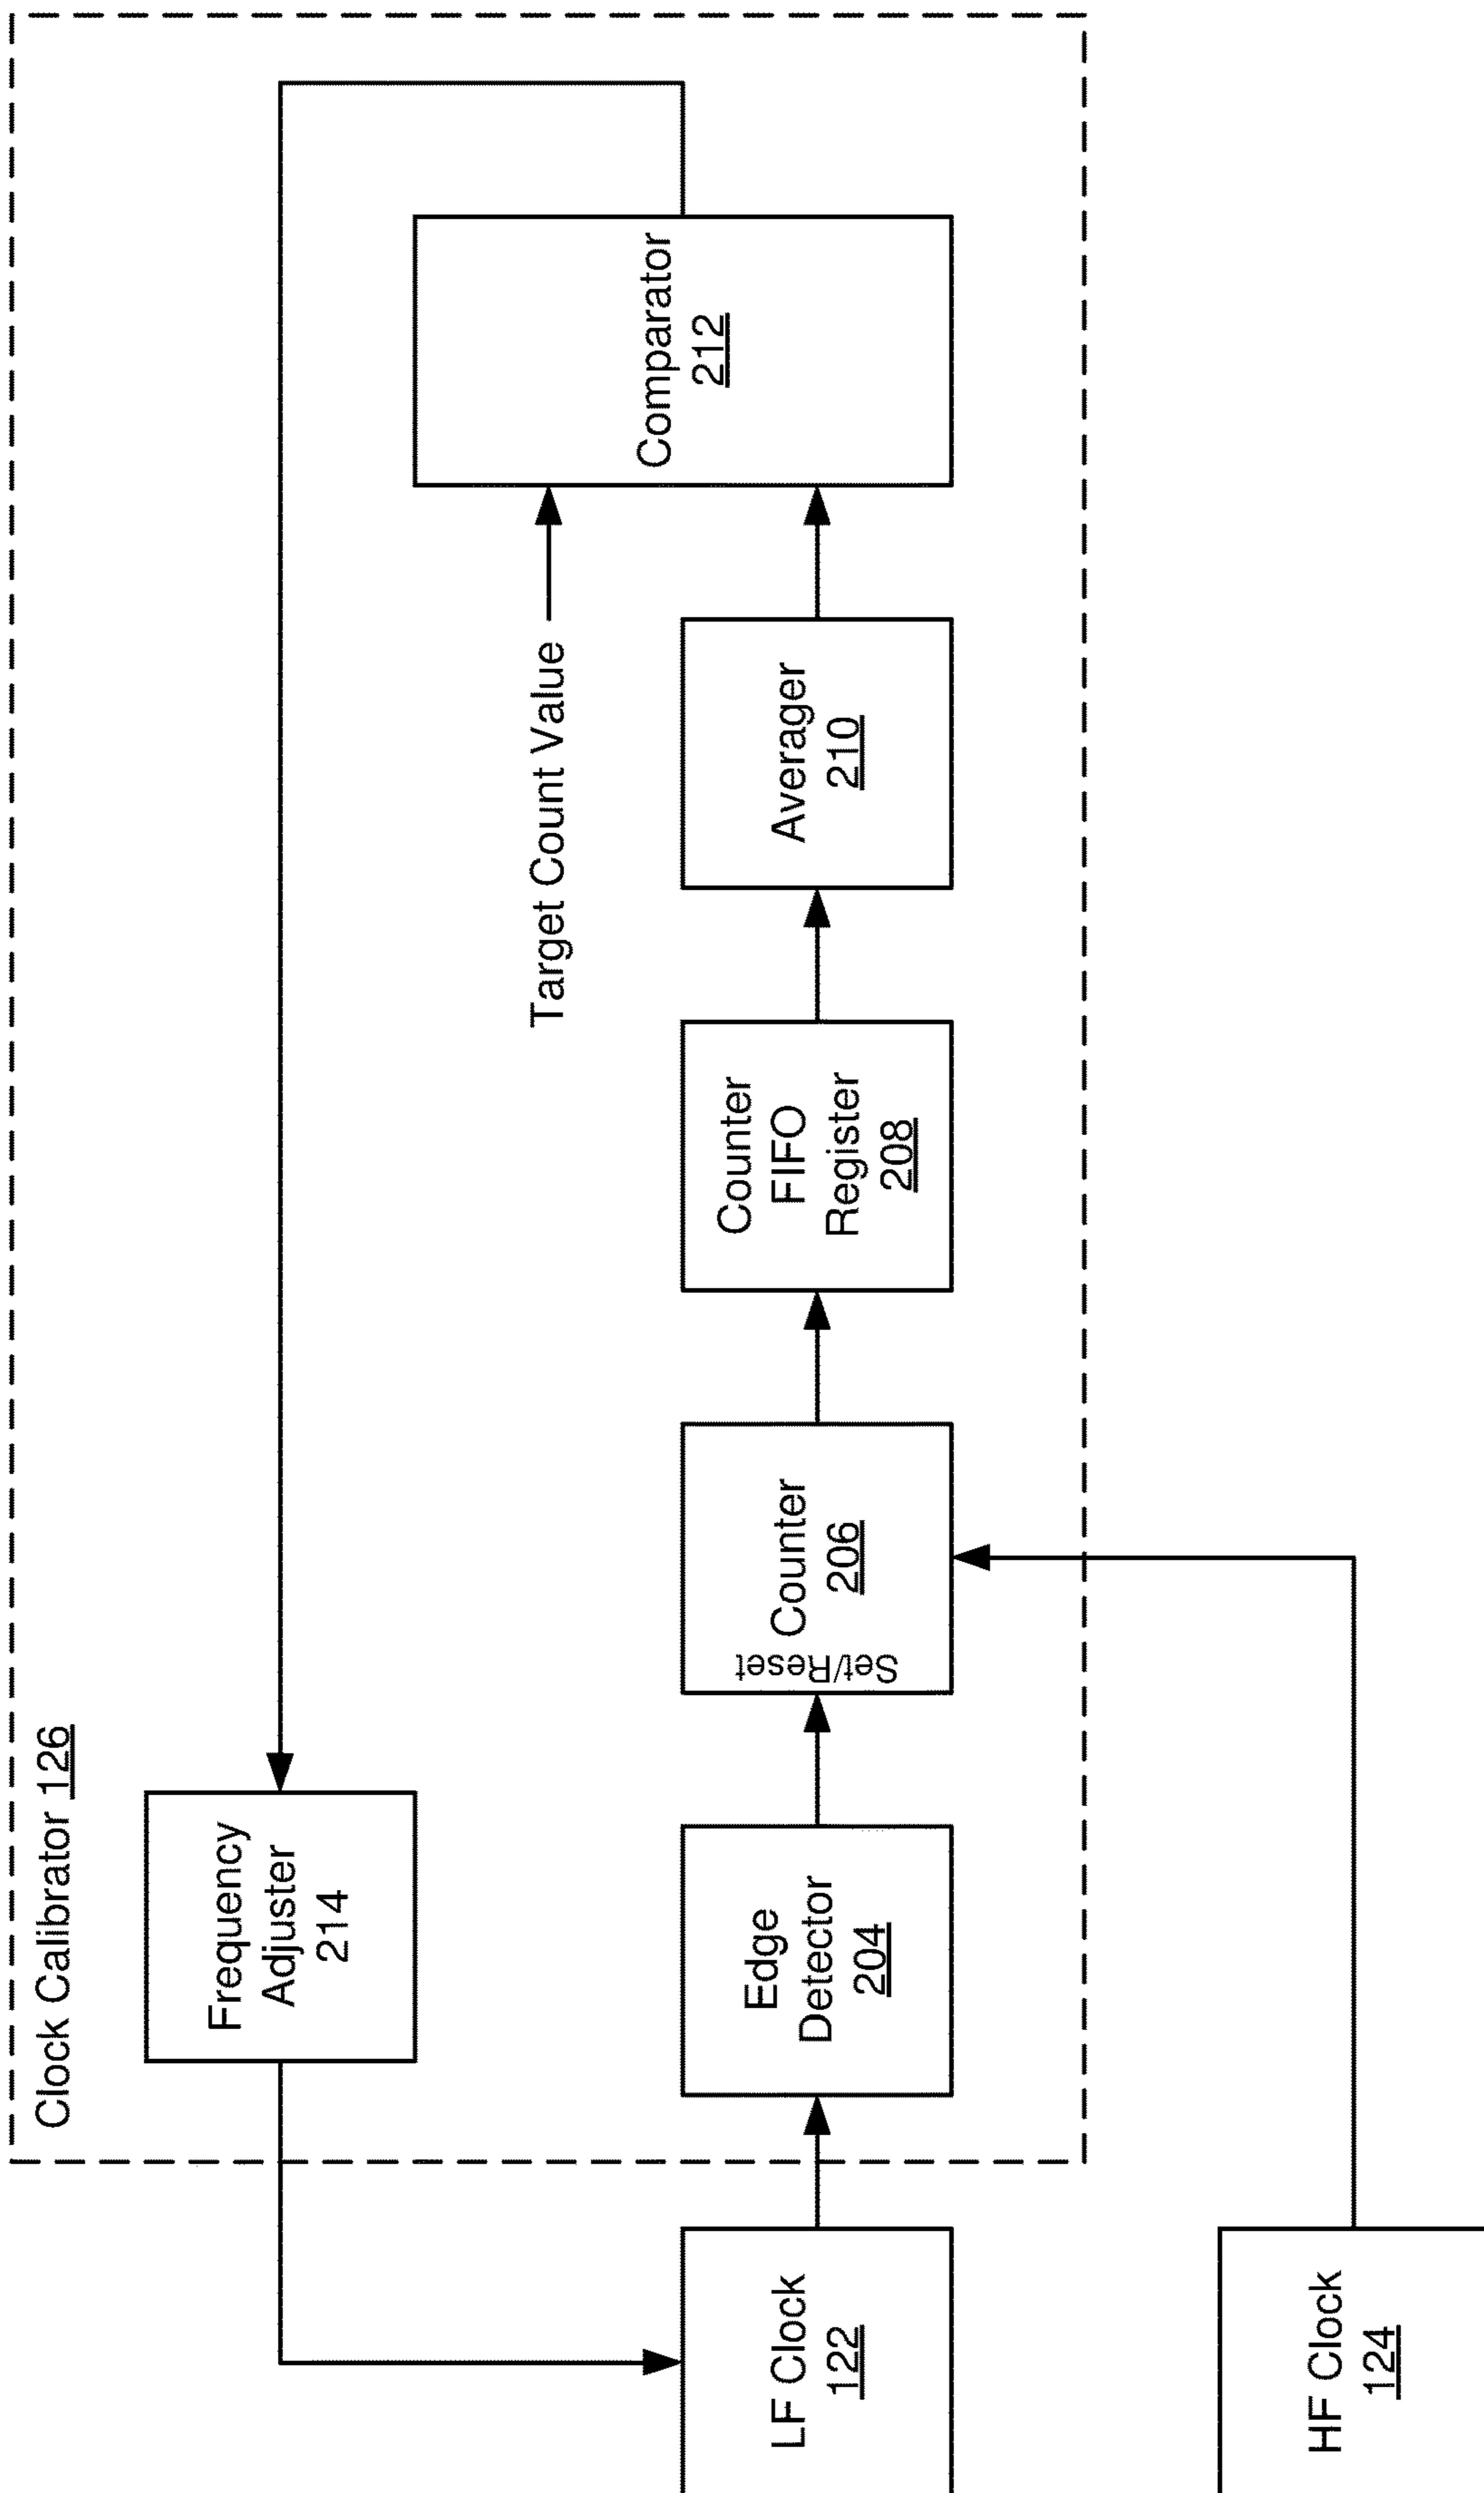 Clock Calibrator 126
Frequency
Adjuster
214
Target Count Value
Comparator
212
LF Clock
122
Edge
Detector
204
Set/Reset
Counter
206
Counter
FIFO
Register
208
Averager
210
HF Clock
124